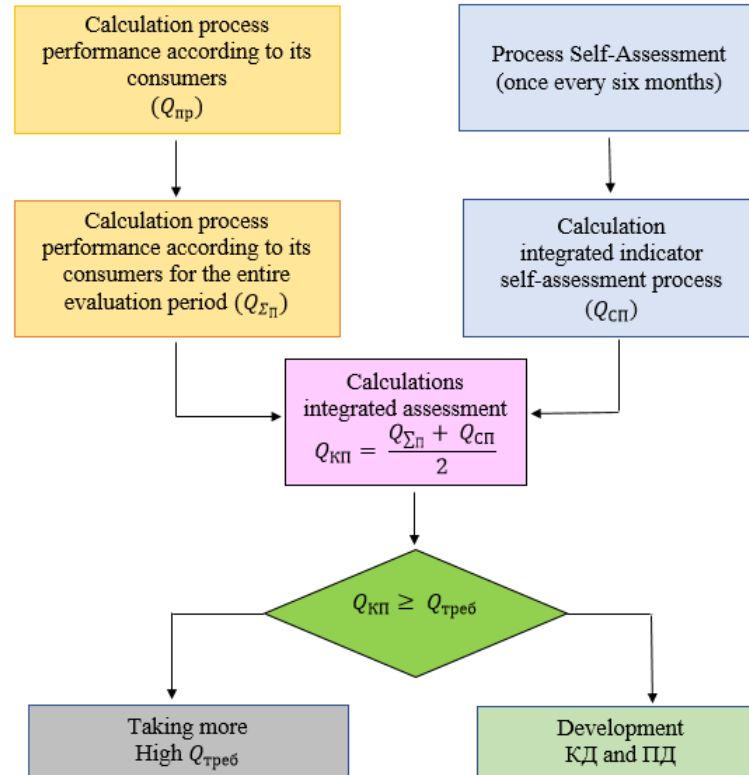 Calculation process
performance according to its
consumers
(Qпр)
Process Self-Assessment
(once every six months)
Calculation process
performance according to its
consumers for the entire
evaluation period (QΣп)
Calculation
integrated indicator
self-assessment process
(QСП)
Calculations
integrated assessment
QКП = (QΣп + QСП)/2
QКП ≥ Qтреб
Taking more
High Qтреб
Development
КД and ПД